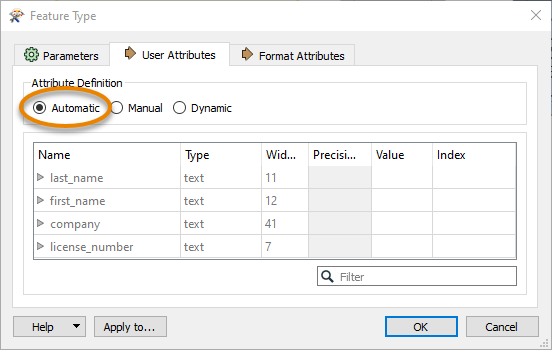 Feature Type
Parameters User Attributes Format Attributes
Attribute Definition
Automatic Manual Dynamic
Name Type Wid... Precisi... Value Index
last_name text 11
first_name text 12
company text 41
license_number text 7
Filter
Help Apply to... OK Cancel